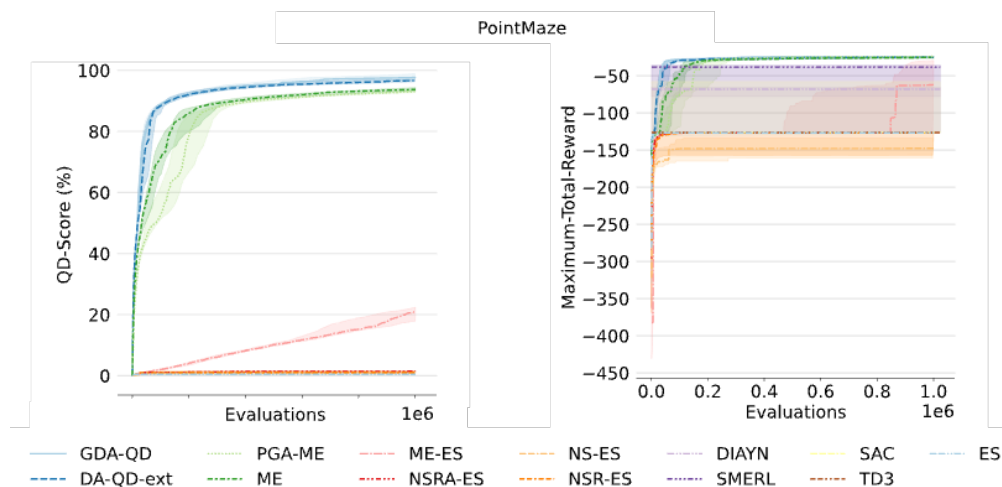 PointMaze
QD-Score (%)
100
80
60
40
20
0
Evaluations
1e6
Maximum-Total-Reward
−50
−100
−150
−200
−250
−300
−350
−400
−450
0.0 0.2 0.4 0.6 0.8 1.0
Evaluations
1e6
GDA-QD PGA-ME ME-ES NS-ES DIAYN SAC ES
DA-QD-ext ME NSRA-ES NSR-ES SMERL TD3